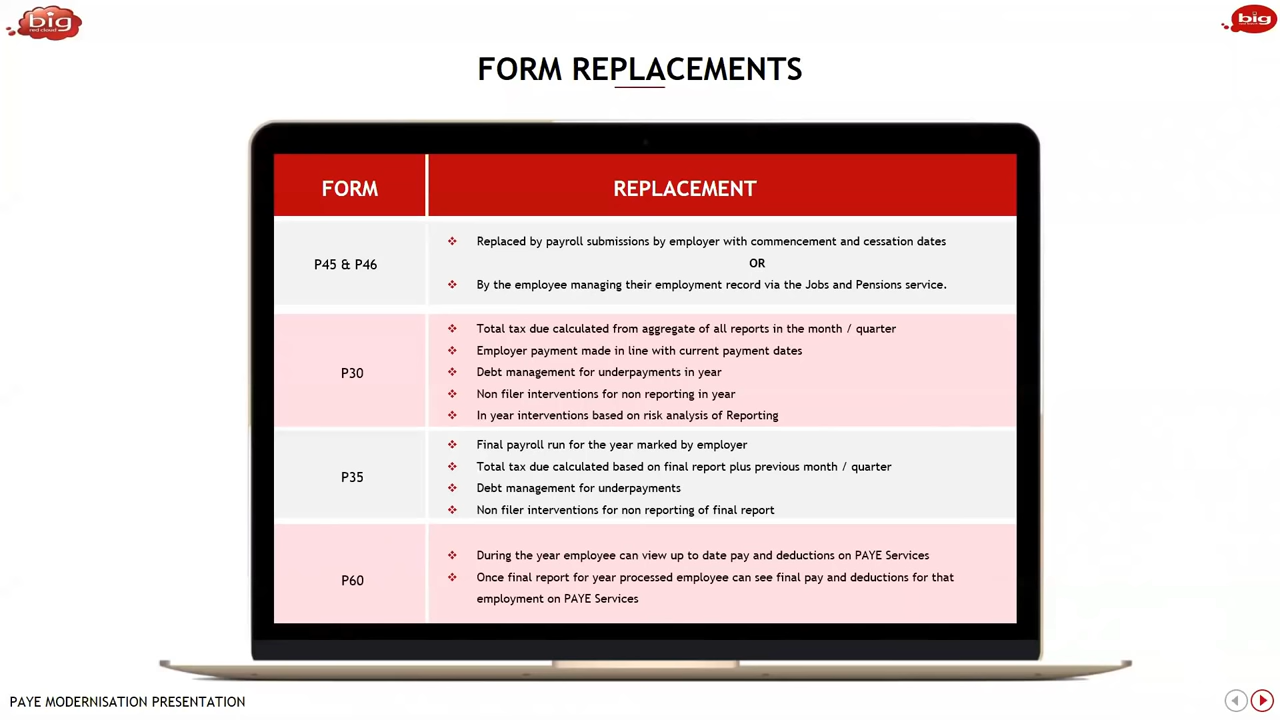 big
red cloud
big
FORM REPLACEMENTS
FORM
REPLACEMENT
P45 & P46
Replaced by payroll submissions by employer with commencement and cessation dates
OR
By the employee managing their employment record via the Jobs and Pensions service.
P30
Total tax due calculated from aggregate of all reports in the month / quarter
Employer payment made in line with current payment dates
Debt management for underpayments in year
Non filer interventions for non reporting in year
In year interventions based on risk analysis of Reporting
P35
Final payroll run for the year marked by employer
Total tax due calculated based on final report plus previous month / quarter
Debt management for underpayments
Non filer interventions for non reporting of final report
P60
During the year employee can view up to date pay and deductions on PAYE Services
Once final report for year processed employee can see final pay and deductions for that
employment on PAYE Services
PAYE MODERNISATION PRESENTATION